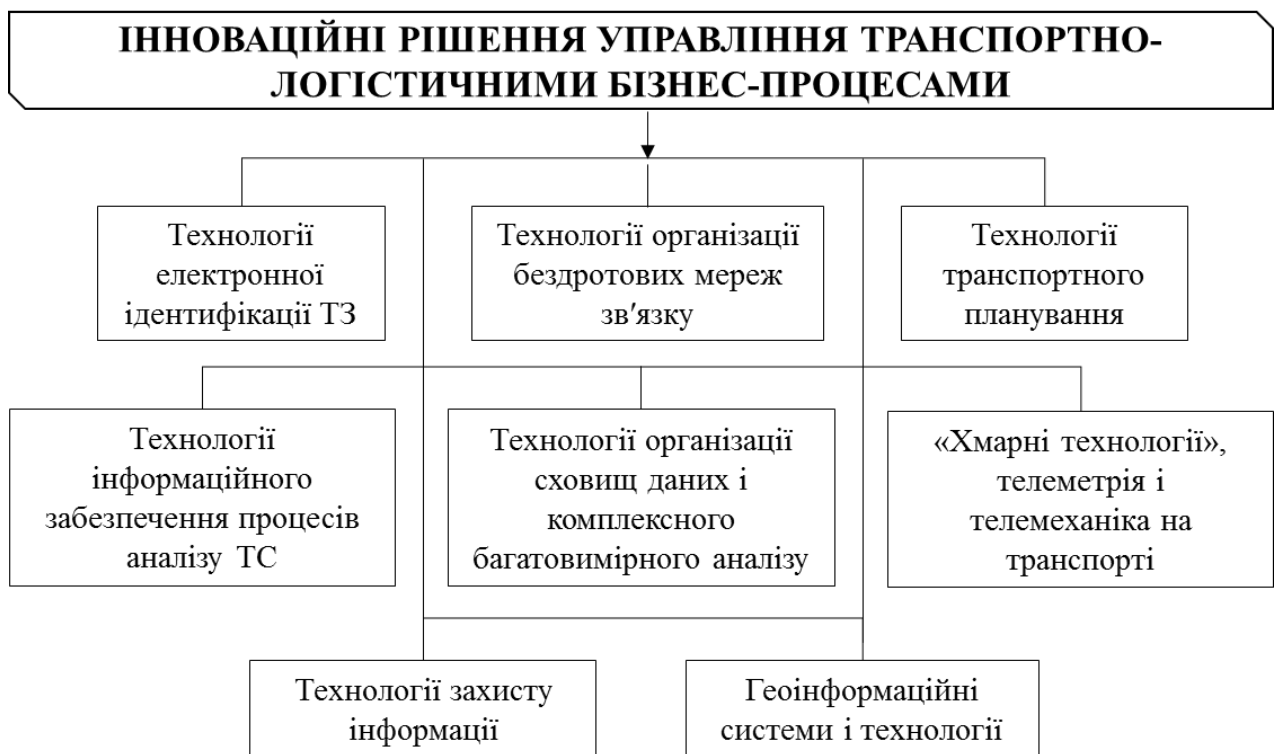 ІННОВАЦІЙНІ РІШЕННЯ УПРАВЛІННЯ ТРАНСПОРТНО-
ЛОГІСТИЧНИМИ БІЗНЕС-ПРОЦЕСАМИ
Технології
електронної
ідентифікації ТЗ
Технології організації
бездротових мереж
зв'язку
Технології
транспортного
планування
Технології
інформаційного
забезпечення процесів
аналізу ТС
Технології організації
сховищ даних і
комплексного
багатовимірного аналізу
«Хмарні технології»,
телеметрія і
телемеханіка на
транспорті
Технології захисту
інформації
Геоінформаційні
системи і технології